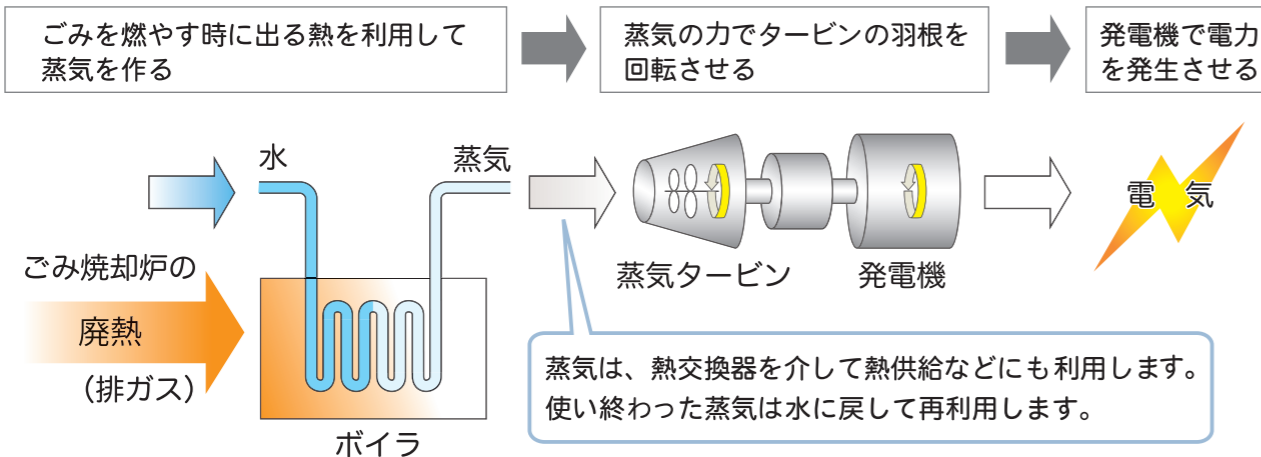 ごみを燃やす時に出る熱を利用して
蒸気を作る
蒸気の力でタービンの羽根を
回転させる
発電機で電力
を発生させる
水
蒸気
電気
ごみ焼却炉の
廃熱
(排ガス)
ボイラ
蒸気タービン
発電機
蒸気は、熱交換器を介して熱供給などにも利用します。
使い終わった蒸気は水に戻して再利用します。